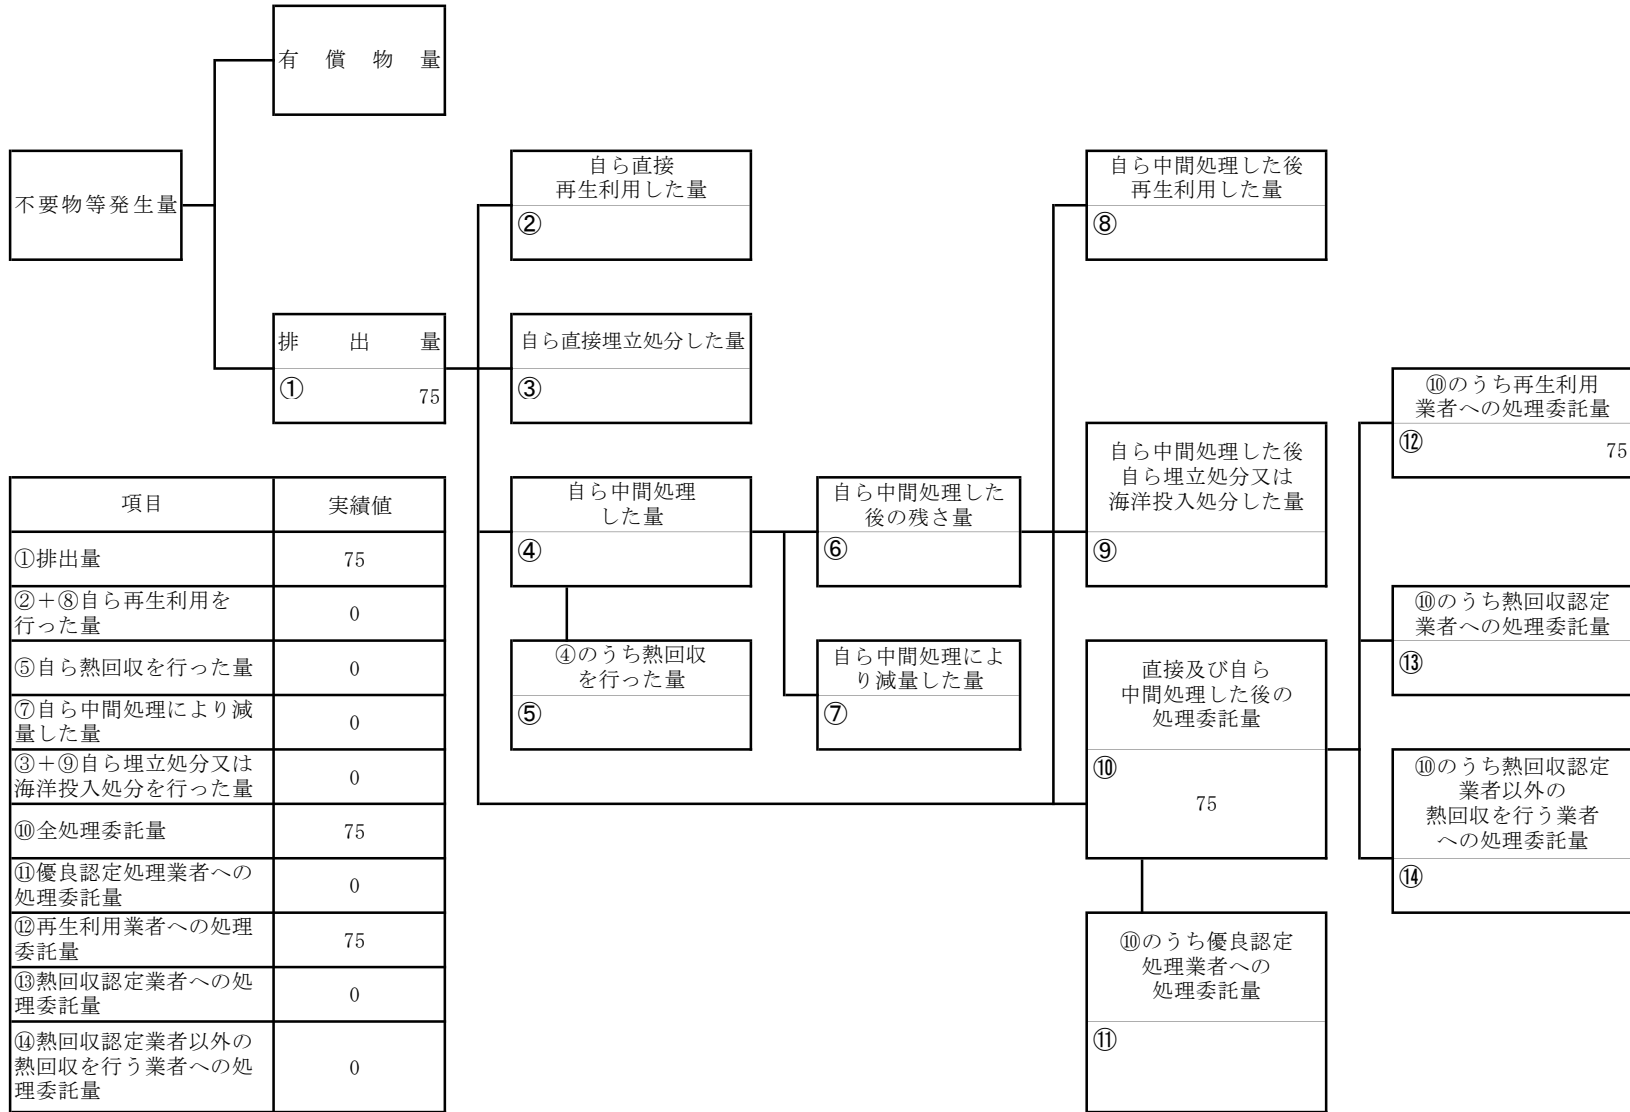 有償物量
不要物等発生量
排出量
①
75
自ら直接
再生利用した量
②
自ら直接埋立処分した量
③
自ら中間処理
した量
④
④のうち熱回収
を行った量
⑤
自ら中間処理した
後の残さ量
⑥
自ら中間処理によ
り減量した量
⑦
自ら中間処理した後
再生利用した量
⑧
自ら中間処理した後
自ら埋立処分又は
海洋投入処分した量
⑨
直接及び自ら
中間処理した後の
処理委託量
⑩
75
⑩のうち優良認定
処理業者への
処理委託量
⑪
⑩のうち再生利用
業者への処理委託量
⑫
75
⑩のうち熱回収認定
業者への処理委託量
⑬
⑩のうち熱回収認定
業者以外の
熱回収を行う業者
への処理委託量
⑭
項目 実績値
①排出量 75
②+⑧自ら再生利用を
行った量 0
⑤自ら熱回収を行った量 0
⑦自ら中間処理により減
量した量 0
③+⑨自ら埋立処分又は
海洋投入処分を行った量 0
⑩全処理委託量 75
⑪優良認定処理業者への
処理委託量 0
⑫再生利用業者への処理
委託量 75
⑬熱回収認定業者への処
理委託量 0
⑭熱回収認定業者以外の
熱回収を行う業者への処
理委託量 0